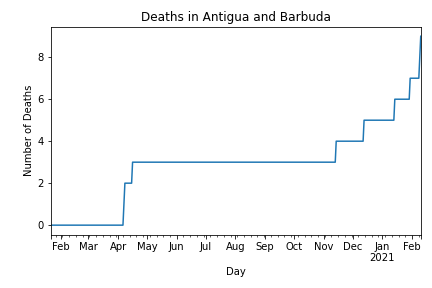 Deaths in Antigua and Barbuda
Number of Deaths
8
6
4
2
0
Feb Mar Apr May Jun Jul Aug Sep Oct Nov Dec Jan Feb
2021
Day